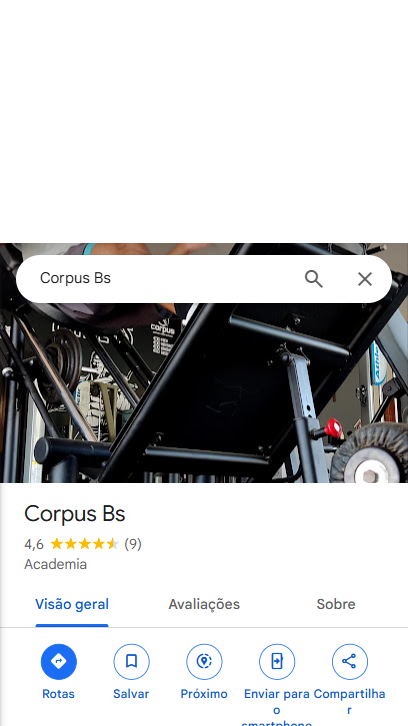 Corpus Bs
corpus
Corpus Bs
4,6 (9)
Academia
Visão geral
Avaliações
Sobre
Rotas
Salvar
Próximo
Enviar para
o
smartphone
Compartilha
r